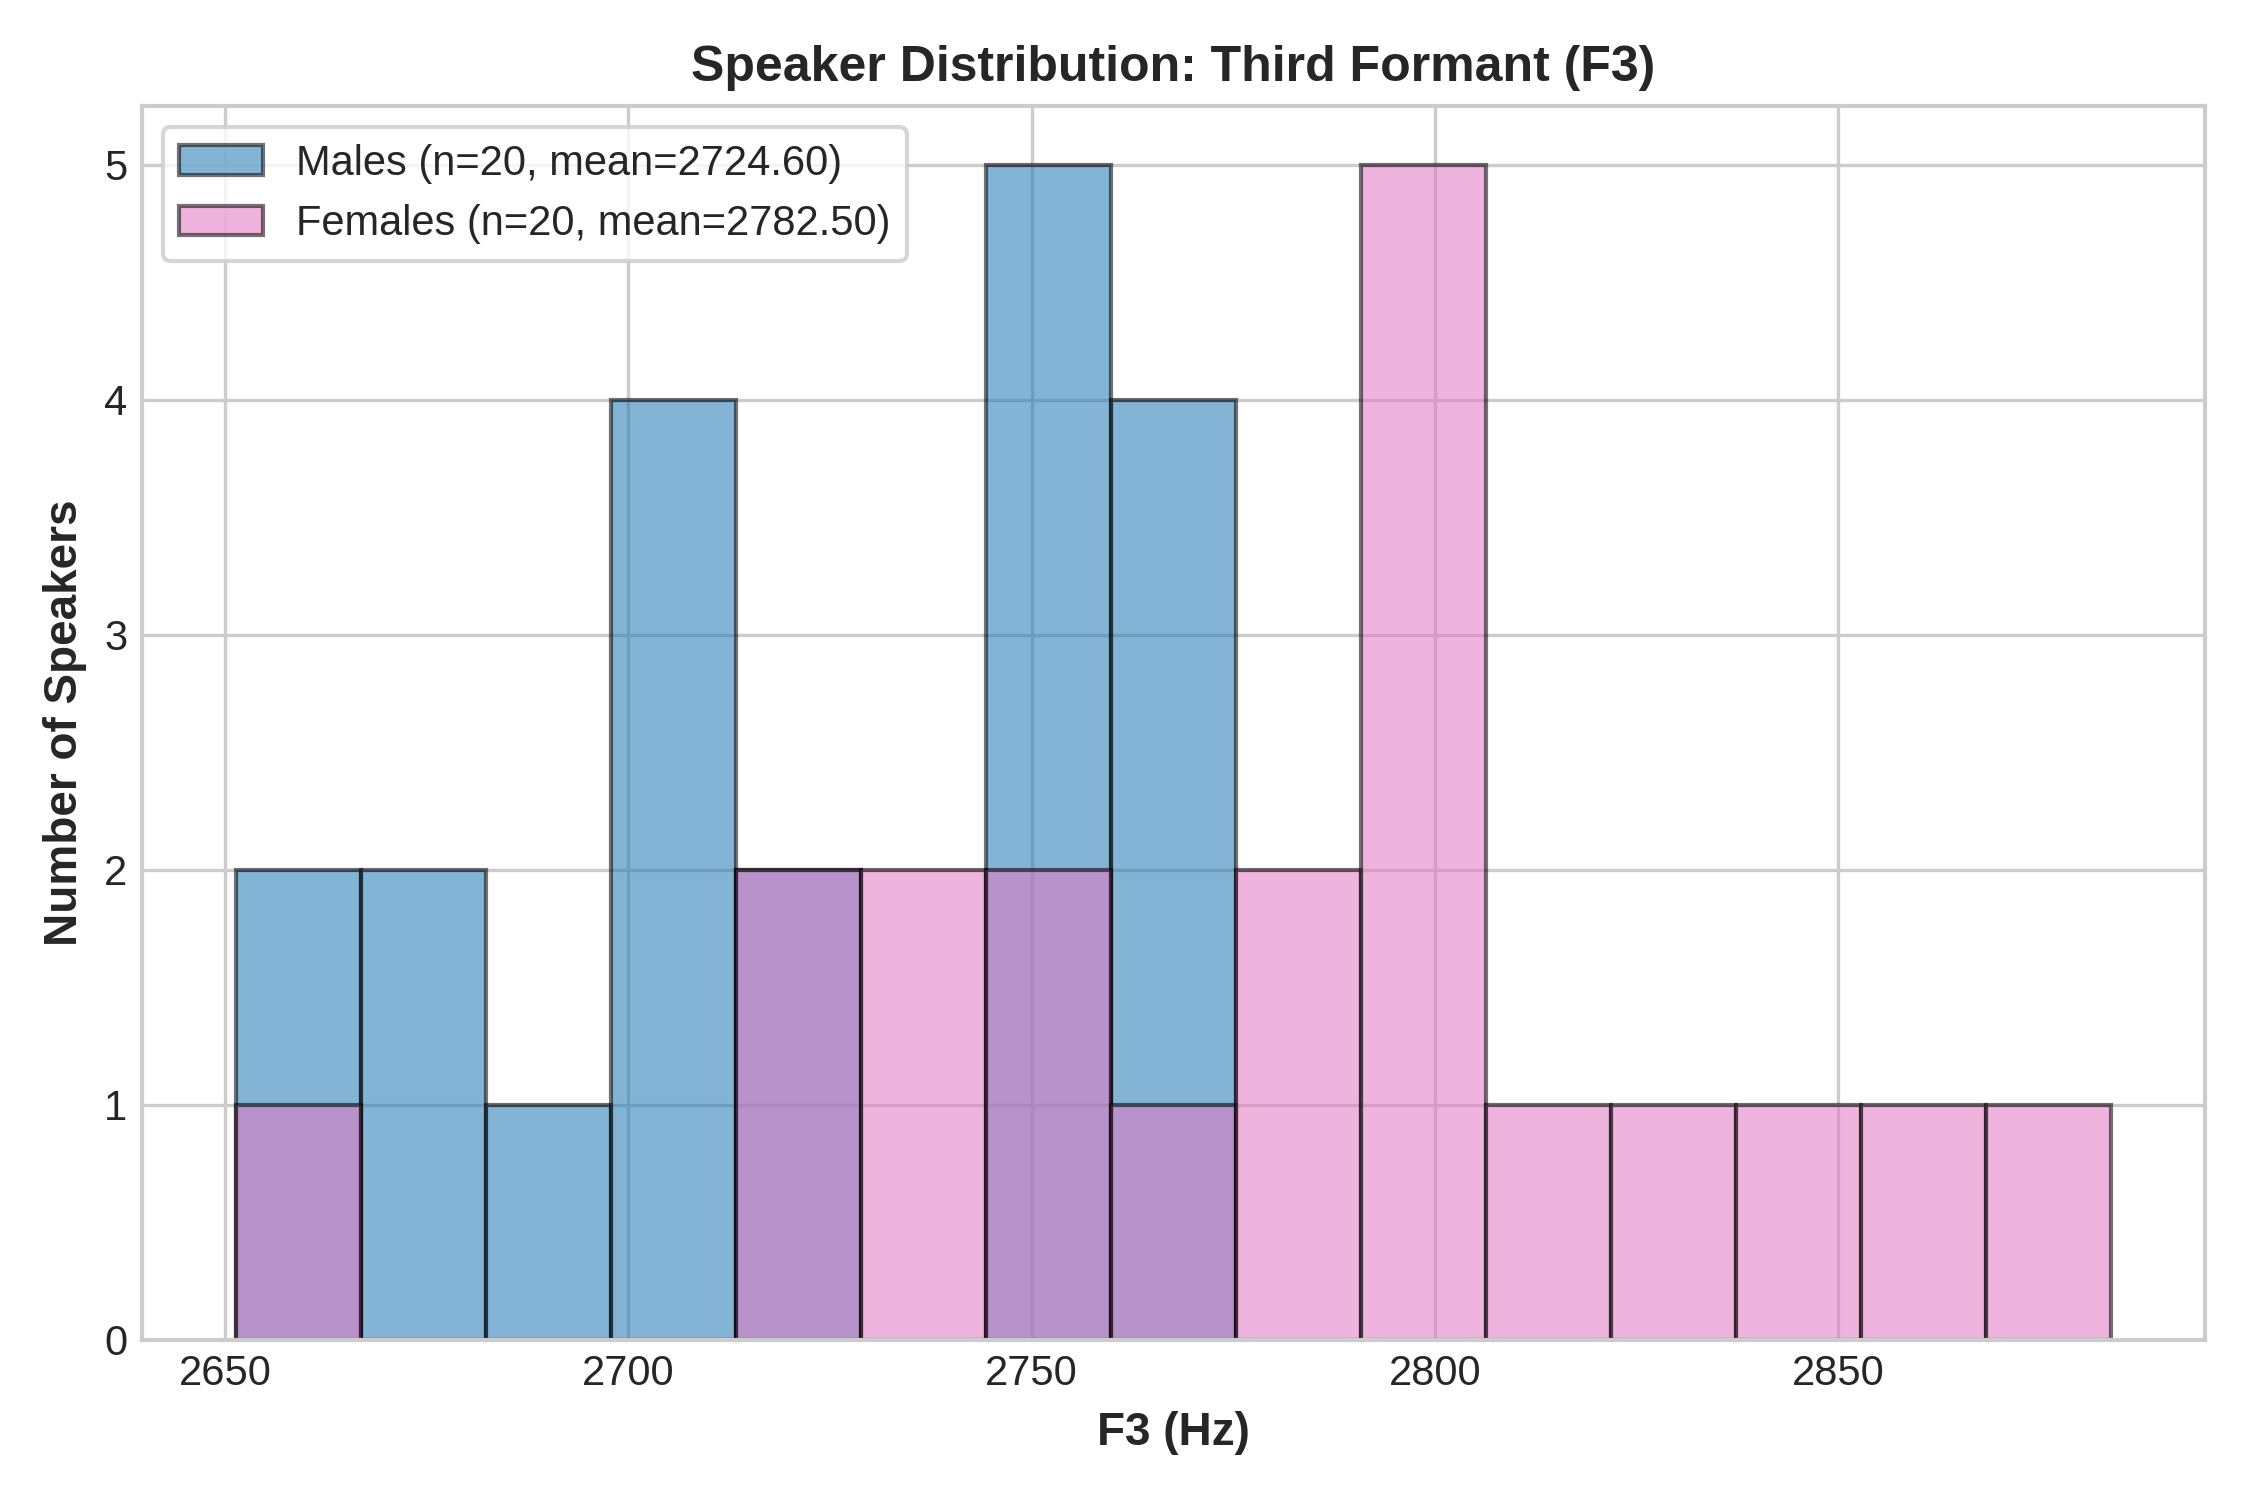 Speaker Distribution: Third Formant (F3)
Males (n=20, mean=2724.60)
Females (n=20, mean=2782.50)
5
4
3
2
1
0
Number of Speakers
2650 2700 2750 2800 2850
F3 (Hz)